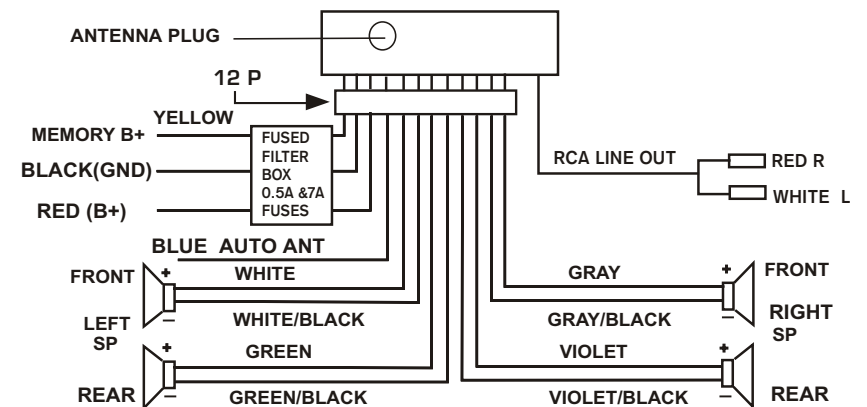 ANTENNA PLUG
12 P
YELLOW
MEMORY B+
BLACK(GND)
RED (B+)
FUSED
FILTER
BOX
0.5A &7A
FUSES
RCA LINE OUT
RED R
WHITE L
BLUE AUTO ANT
FRONT
+
WHITE
–
WHITE/BLACK
LEFT
SP
+
GREEN
REAR
–
GREEN/BLACK
GRAY
+
FRONT
GRAY/BLACK
–
RIGHT
SP
VIOLET
+
VIOLET/BLACK
–
REAR